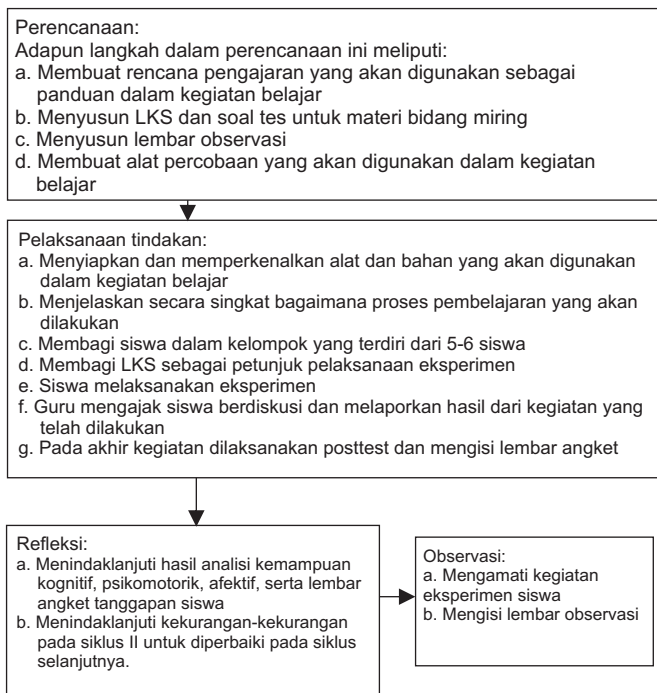 Perencanaan:
Adapun langkah dalam perencanaan ini meliputi:
a. Membuat rencana pengajaran yang akan digunakan sebagai
panduan dalam kegiatan belajar
b. Menyusun LKS dan soal tes untuk materi bidang miring
c. Menyusun lembar observasi
d. Membuat alat percobaan yang akan digunakan dalam kegiatan
belajar
Pelaksanaan tindakan:
a. Menyiapkan dan memperkenalkan alat dan bahan yang akan digunakan
dalam kegiatan belajar
b. Menjelaskan secara singkat bagaimana proses pembelajaran yang akan
dilakukan
c. Membagi siswa dalam kelompok yang terdiri dari 5-6 siswa
d. Membagi LKS sebagai petunjuk pelaksanaan eksperimen
e. Siswa melaksanakan eksperimen
f. Guru mengajak siswa berdiskusi dan melaporkan hasil dari kegiatan yang
telah dilakukan
g. Pada akhir kegiatan dilaksanakan posttest dan mengisi lembar angket
Refleksi:
a. Menindaklanjuti hasil analisi kemampuan
kognitif, psikomotorik, afektif, serta lembar
angket tanggapan siswa
b. Menindaklanjuti kekurangan-kekurangan
pada siklus II untuk diperbaiki pada siklus
selanjutnya.
Observasi:
a. Mengamati kegiatan
eksperimen siswa
b. Mengisi lembar observasi